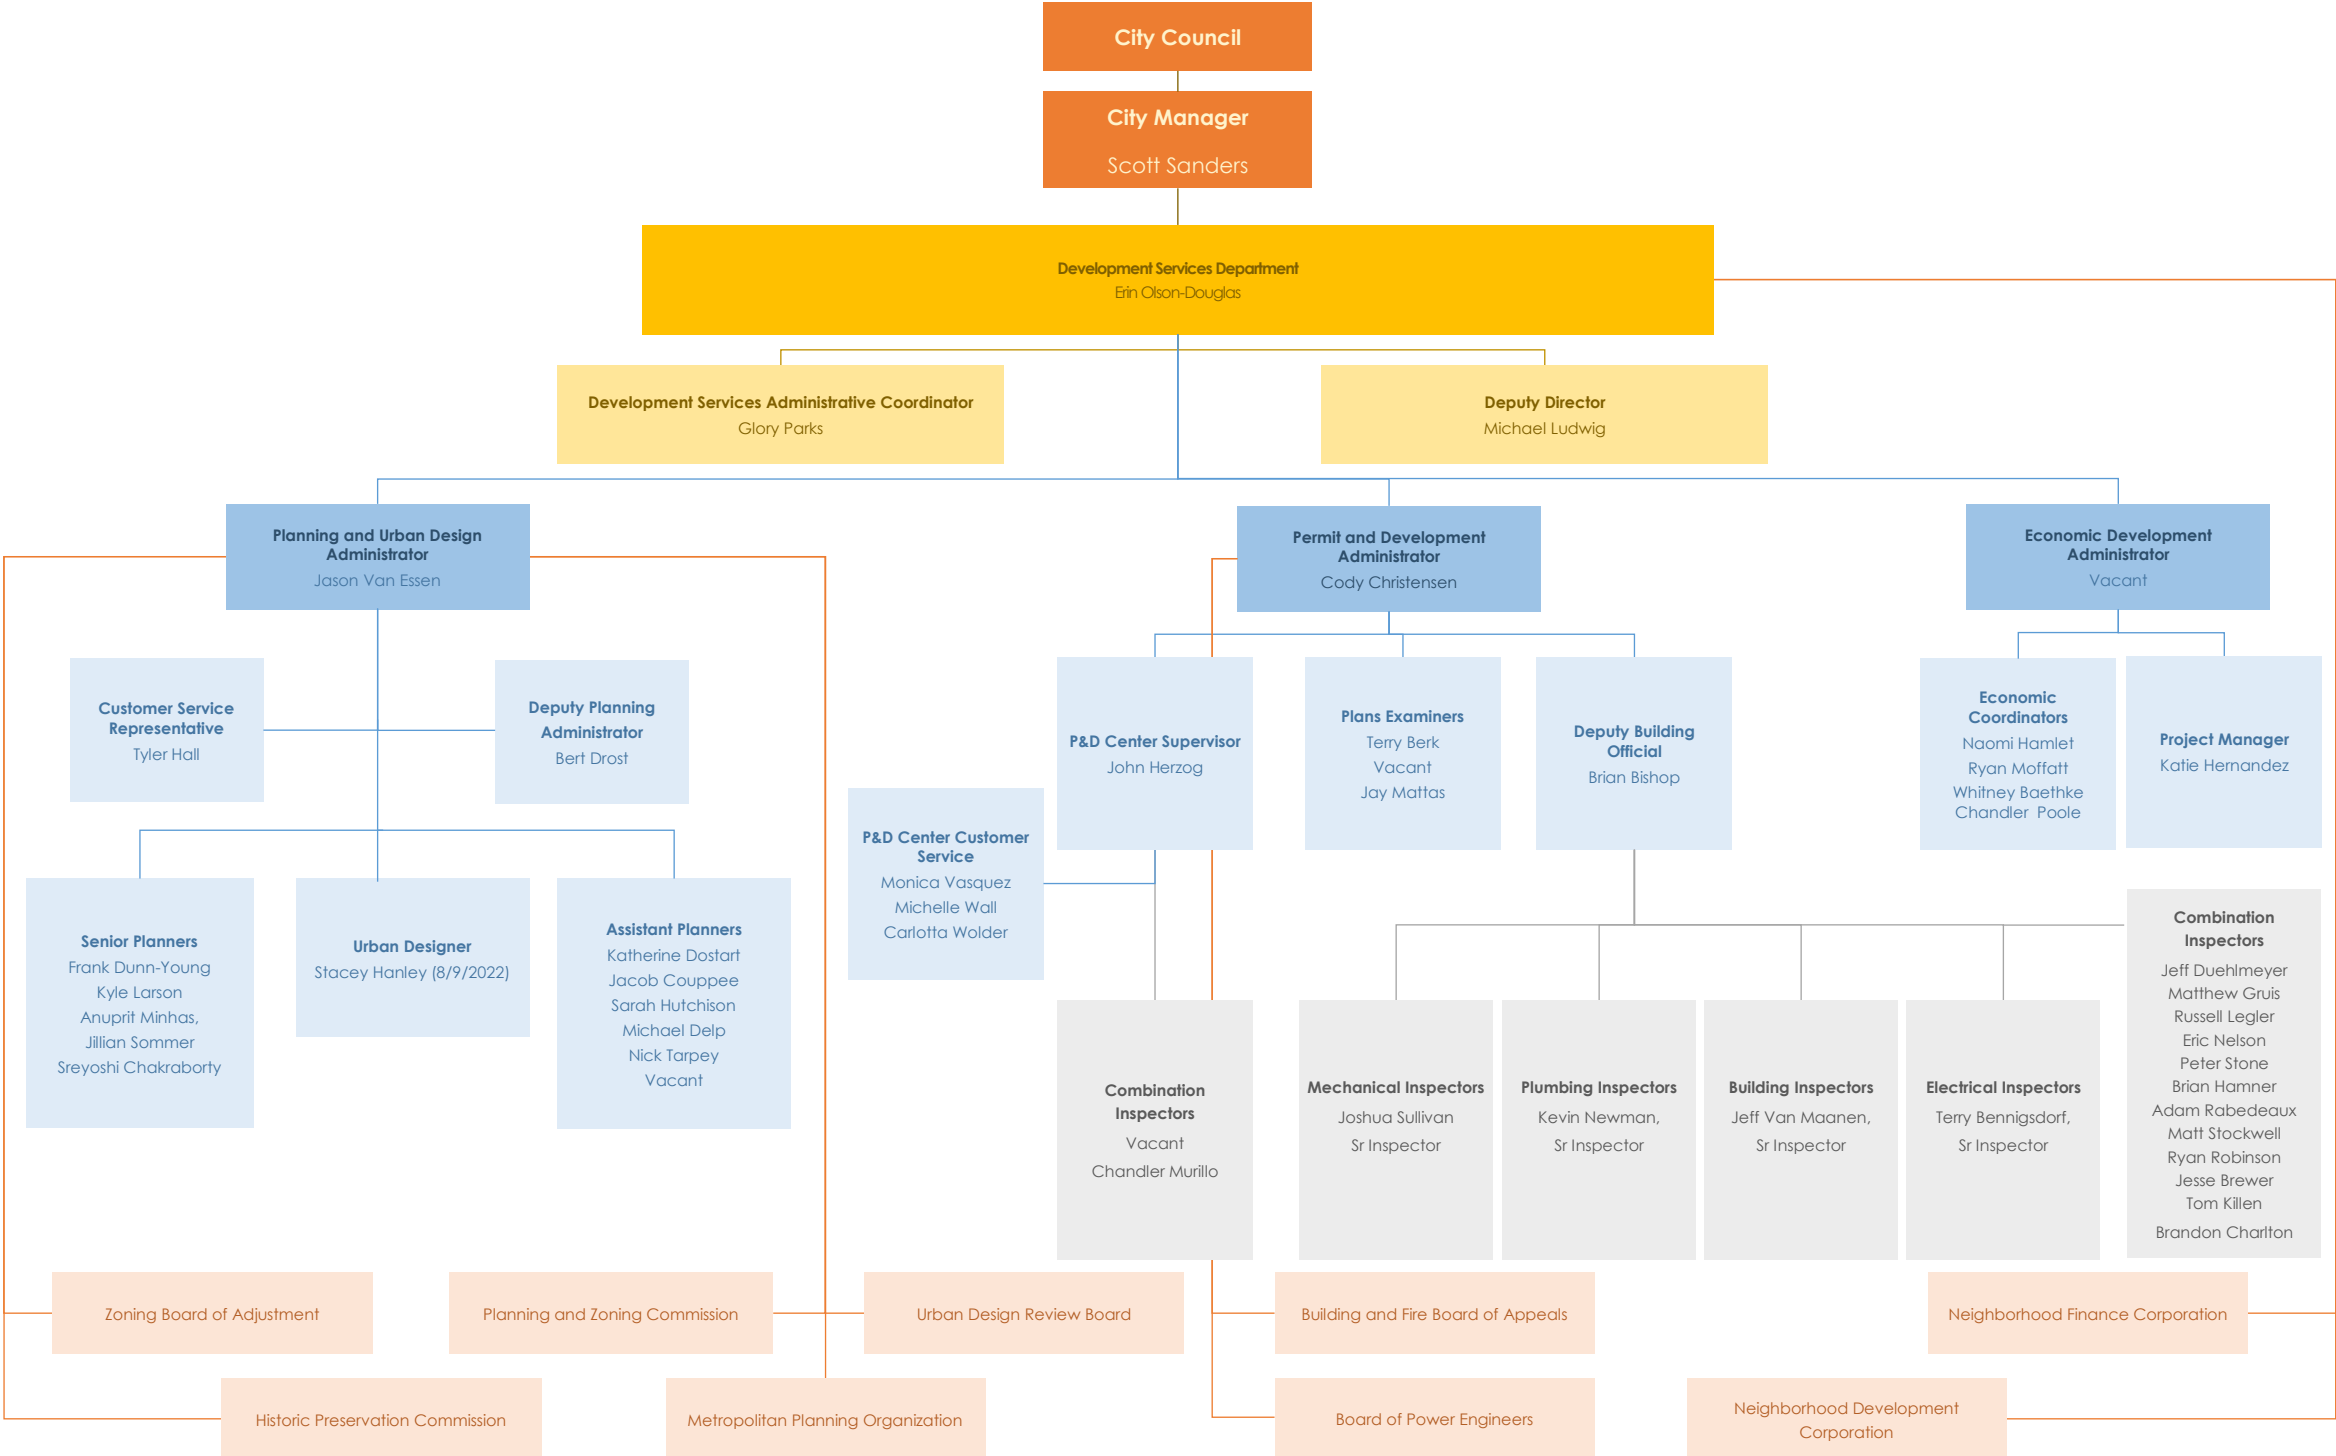 City Council
City Manager
Scott Sanders
Development Services Department
Erin Olson-Douglas
Development Services Administrative Coordinator
Glory Parks
Deputy Director
Michael Ludwig
Planning and Urban Design
Administrator
Jason Van Essen
Permit and Development
Administrator
Cody Christensen
Economic Development
Administrator
Vacant
Customer Service
Representative
Tyler Hall
Deputy Planning
Administrator
Bert Drost
P&D Center Supervisor
John Herzog
Plans Examiners
Terry Berk
Vacant
Jay Mattas
Deputy Building
Official
Brian Bishop
Economic
Coordinators
Naomi Hamlet
Ryan Moffatt
Whitney Baethke
Chandler  Poole
Project Manager
Katie Hernandez
P&D Center Customer
Service
Monica Vasquez
Michelle Wall
Carlotta Wolder
Senior Planners
Frank Dunn-Young
Kyle Larson
Anuprit Minhas,
Jillian Sommer
Sreyoshi Chakraborty
Urban Designer
Stacey Hanley (8/9/2022)
Assistant Planners
Katherine Dostart
Jacob Couppee
Sarah Hutchison
Michael Delp
Nick Tarpey
Vacant
Combination
Inspectors
Vacant
Chandler Murillo
Mechanical Inspectors
Joshua Sullivan
Sr Inspector
Plumbing Inspectors
Kevin Newman,
Sr Inspector
Building Inspectors
Jeff Van Maanen,
Sr Inspector
Electrical Inspectors
Terry Bennigsdorf,
Sr Inspector
Combination
Inspectors
Jeff Duehlmeyer
Matthew Gruis
Russell Legler
Eric Nelson
Peter Stone
Brian Hamner
Adam Rabedeaux
Matt Stockwell
Ryan Robinson
Jesse Brewer
Tom Killen
Brandon Charlton
Zoning Board of Adjustment
Planning and Zoning Commission
Urban Design Review Board
Building and Fire Board of Appeals
Neighborhood Finance Corporation
Historic Preservation Commission
Metropolitan Planning Organization
Board of Power Engineers
Neighborhood Development
Corporation